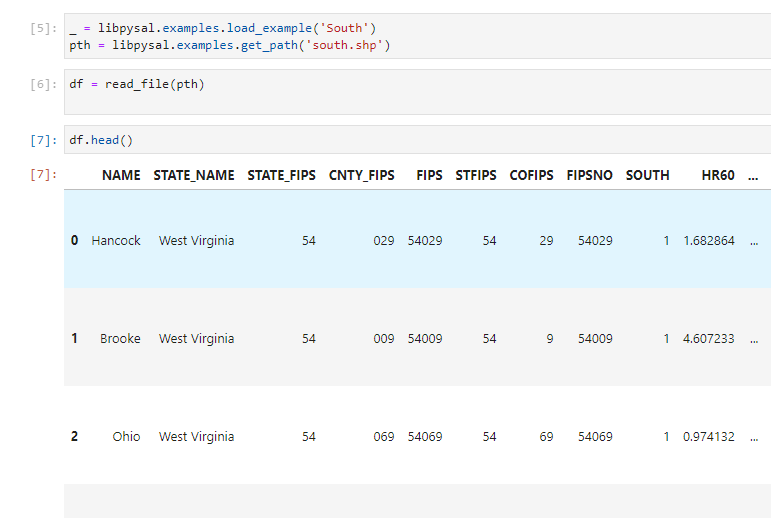 [5]: _ = libpysal.examples.load_example('South')
pth = libpysal.examples.get_path('south.shp')
[6]: df = read_file(pth)
[7]: df.head()
[7]: NAME STATE_NAME STATE_FIPS CNTY_FIPS FIPS STFIPS COFIPS FIPSNO SOUTH HR60 ...
0 Hancock West Virginia 54 029 54029 54 29 54029 1 1.682864 ...
1 Brooke West Virginia 54 009 54009 54 9 54009 1 4.607233 ...
2 Ohio West Virginia 54 069 54069 54 69 54069 1 0.974132 ...